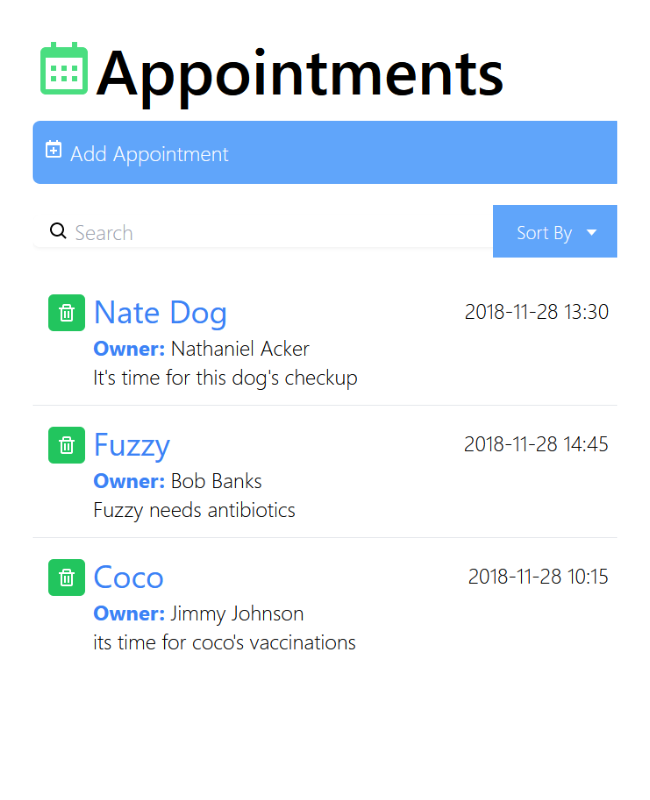 Appointments
Add Appointment
Search
Sort By
Nate Dog
2018-11-28 13:30
Owner: Nathaniel Acker
It's time for this dog's checkup
Fuzzy
2018-11-28 14:45
Owner: Bob Banks
Fuzzy needs antibiotics
Coco
2018-11-28 10:15
Owner: Jimmy Johnson
its time for coco's vaccinations